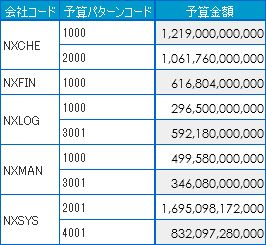 会社コード 予算パターンコード 予算金額
NXCHE 1000 1,219,000,000,000
2000 1,061,760,000,000
NXFIN 1000 616,804,000,000
NXLOG 1000 296,500,000,000
3001 592,180,000,000
NXMAN 1000 499,580,000,000
3001 346,080,000,000
NXSYS 2001 1,695,098,172,000
4001 832,097,280,000